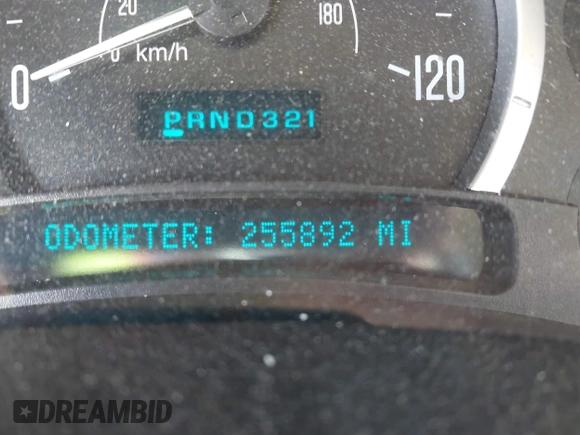 20 180
0 0 km/h 120
PRND321
ODOMETER: 255892 MI
DREAMBID